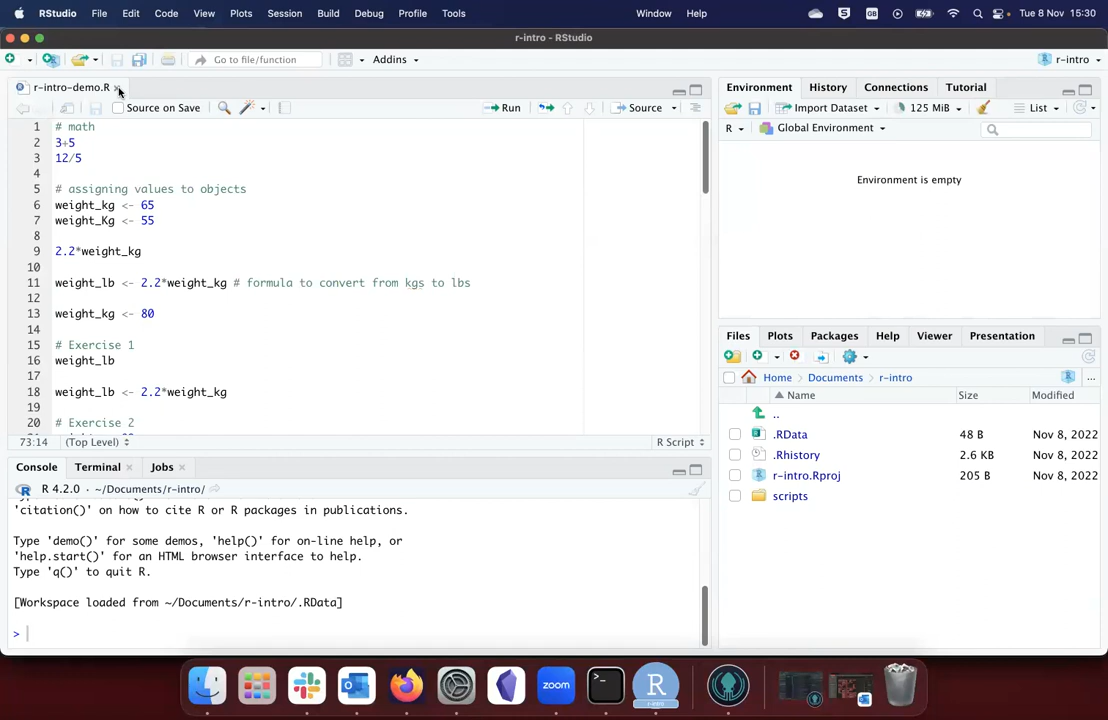 RStudio File Edit Code View Plots Session Build Debug Profile Tools Window Help Tue 8 Nov 15:30
r-intro - RStudio
Go to file/function Addins r-intro
r-intro-demo.R
Source on Save Run Source
1 # math
2 3+5
3 12/5
4
5 # assigning values to objects
6 weight_kg <- 65
7 weight_Kg <- 55
8
9 2.2*weight_kg
10
11 weight_lb <- 2.2*weight_kg # formula to convert from kgs to lbs
12
13 weight_kg <- 80
14
15 # Exercise 1
16 weight_lb
17
18 weight_lb <- 2.2*weight_kg
19
20 # Exercise 2
73:14 (Top Level) R Script
Console Terminal Jobs
R 4.2.0 · ~/Documents/r-intro/
'citation()' on how to cite R or R packages in publications.
Type 'demo()' for some demos, 'help()' for on-line help, or
'help.start()' for an HTML browser interface to help.
Type 'q()' to quit R.
[Workspace loaded from ~/Documents/r-intro/.RData]
>
Environment History Connections Tutorial
Import Dataset 125 MiB List
R Global Environment
Environment is empty
Files Plots Packages Help Viewer Presentation
Home Documents r-intro ...
Name Size Modified
..
.RData 48 B Nov 8, 2022
.Rhistory 2.6 KB Nov 8, 2022
r-intro.Rproj 205 B Nov 8, 2022
scripts
zoom
R
r-intro